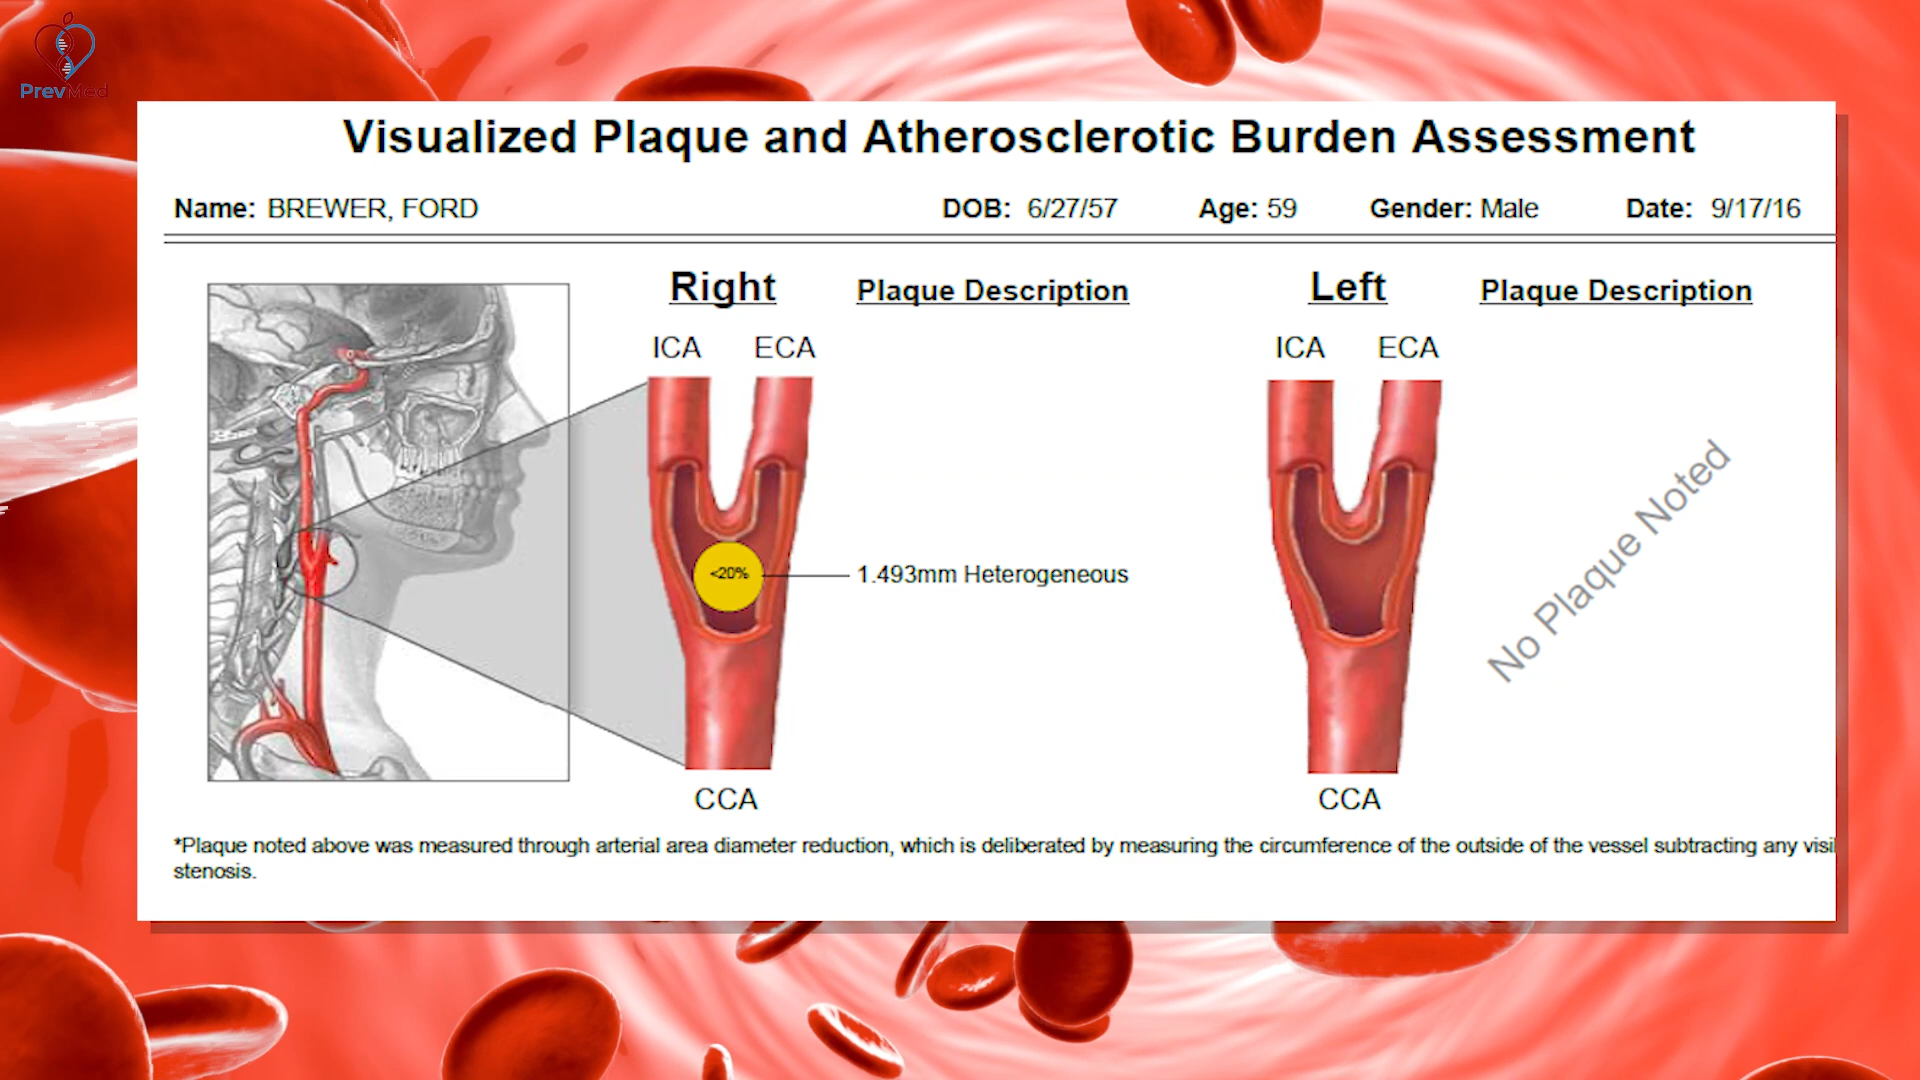 PrevMed
Visualized Plaque and Atherosclerotic Burden Assessment
Name: BREWER, FORD DOB: 6/27/57 Age: 59 Gender: Male Date: 9/17/16
Right Plaque Description Left Plaque Description
ICA ECA ICA ECA
<20% 1.493mm Heterogeneous
No Plaque Noted
CCA CCA
*Plaque noted above was measured through arterial area diameter reduction, which is deliberated by measuring the circumference of the outside of the vessel subtracting any
stenosis.